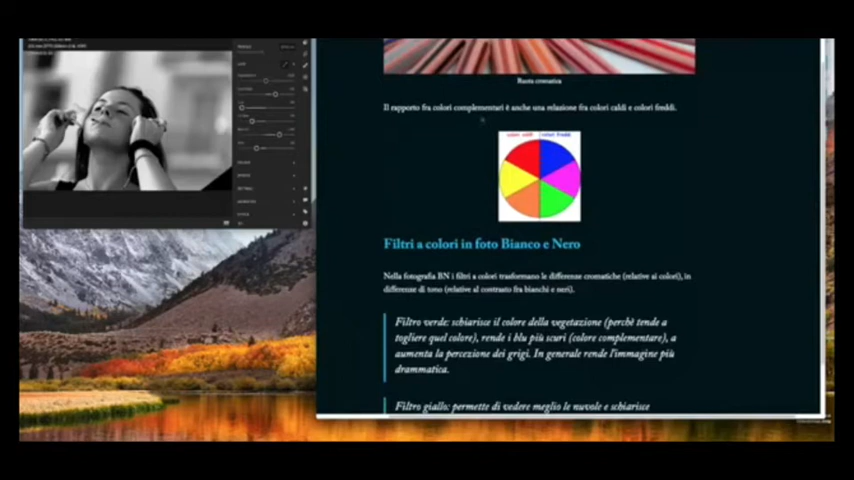 Ruota cromatica
Il rapporto fra colori complementari è anche una relazione fra colori caldi e colori freddi.
colori caldi colori freddi
Filtri a colori in foto Bianco e Nero
Nella fotografia BN i filtri a colori trasformano le differenze cromatiche (relative ai colori), in
differenze di tono (relative al contrasto fra bianchi e neri).
Filtro verde: schiarisce il colore della vegetazione (perchè tende a
togliere quel colore), rende i blu più scuri (colore complementare), a
aumenta la percezione dei grigi. In generale rende l'immagine più
drammatica.
Filtro giallo: permette di vedere meglio le nuvole e schiarisce